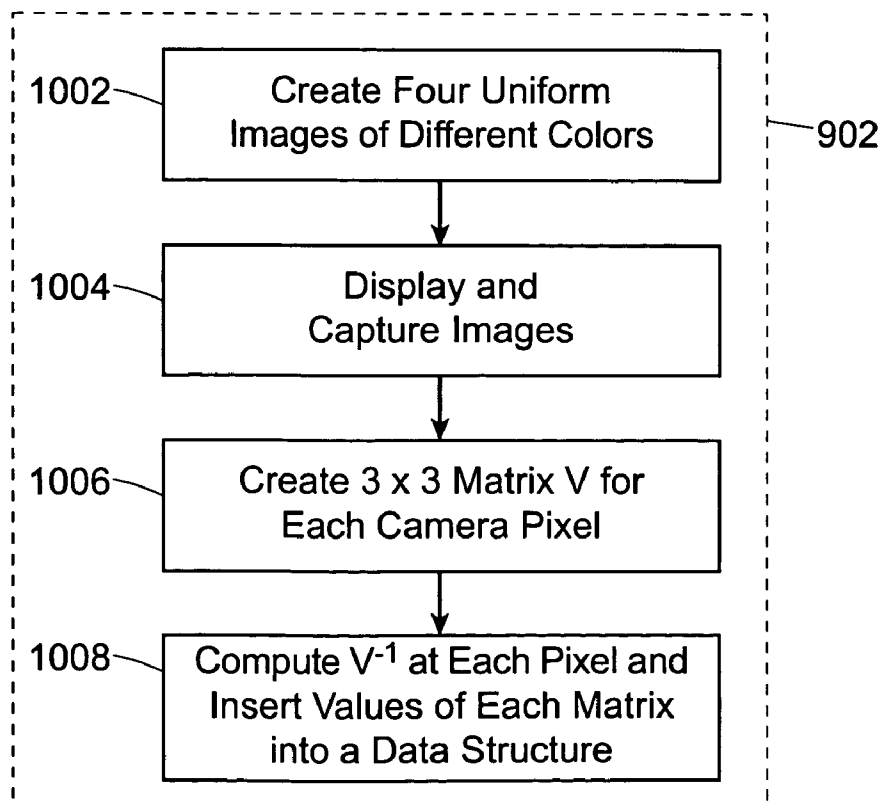 1002
Create Four Uniform
Images of Different Colors
902
1004
Display and
Capture Images
1006
Create 3 x 3 Matrix V for
Each Camera Pixel
1008
Compute V⁻¹ at Each Pixel and
Insert Values of Each Matrix
into a Data Structure